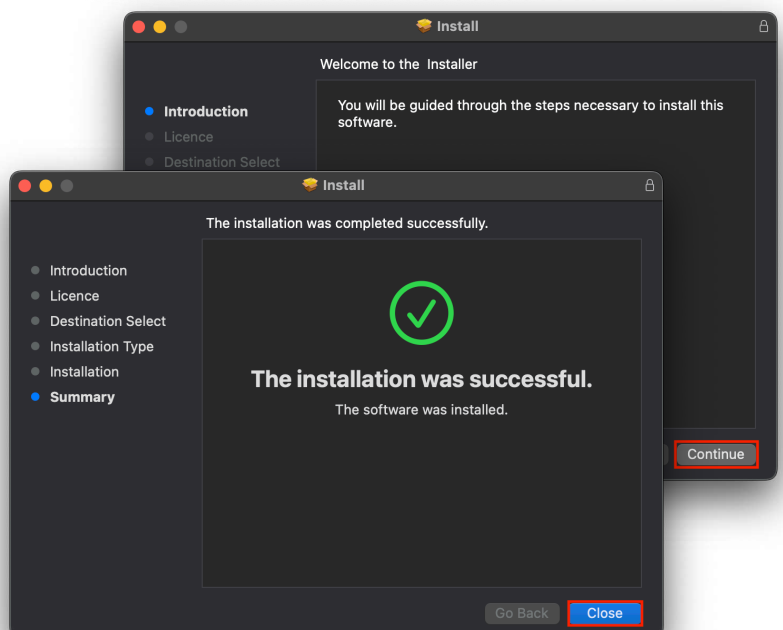 Install
Welcome to the Installer
Introduction
Licence
Destination Select
You will be guided through the steps necessary to install this
software.
Continue
Install
The installation was completed successfully.
Introduction
Licence
Destination Select
Installation Type
Installation
Summary
The installation was successful.
The software was installed.
Go Back
Close